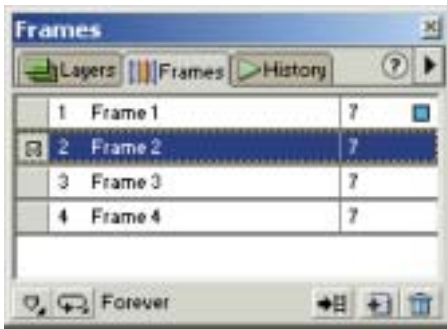 Frames
Layers Frames History ?
1 Frame 1 7
2 Frame 2 7
3 Frame 3 7
4 Frame 4 7
Forever